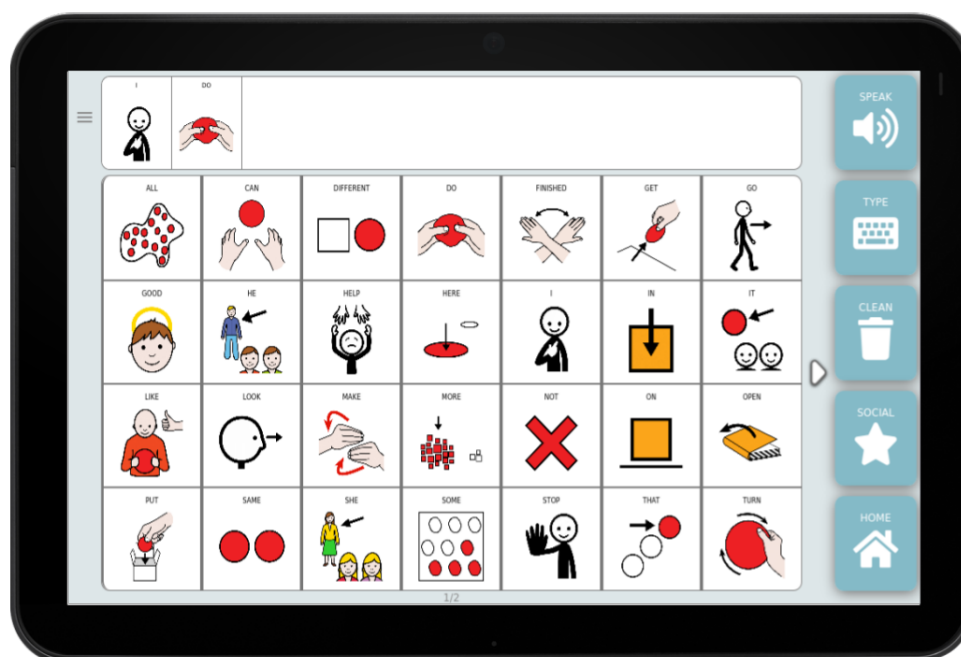 I DO
SPEAK
ALL CAN DIFFERENT DO FINISHED GET GO
TYPE
GOOD HE HELP HERE I IN IT
CLEAN
LIKE LOOK MAKE MORE NOT ON OPEN
SOCIAL
PUT SAME SHE SOME STOP THAT TURN
HOME
1/2